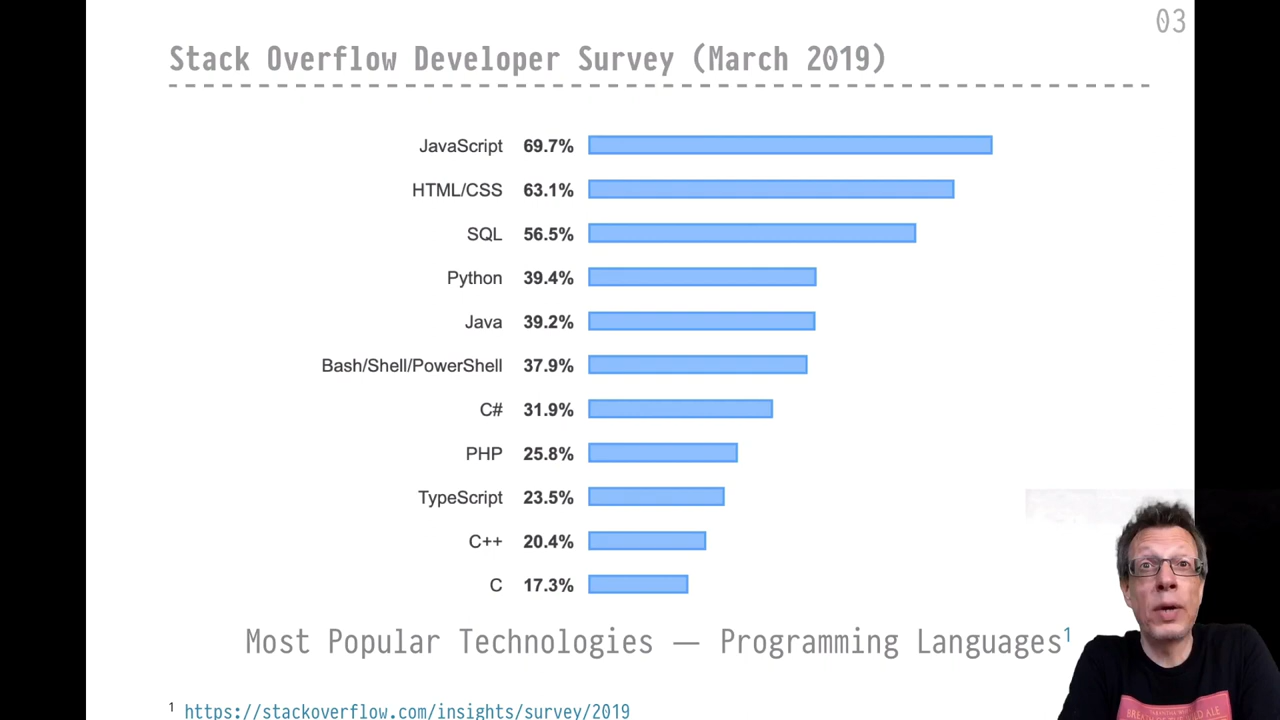 03
Stack Overflow Developer Survey (March 2019)
JavaScript 69.7%
HTML/CSS 63.1%
SQL 56.5%
Python 39.4%
Java 39.2%
Bash/Shell/PowerShell 37.9%
C# 31.9%
PHP 25.8%
TypeScript 23.5%
C++ 20.4%
C 17.3%
Most Popular Technologies — Programming Languages¹
¹ https://stackoverflow.com/insights/survey/2019